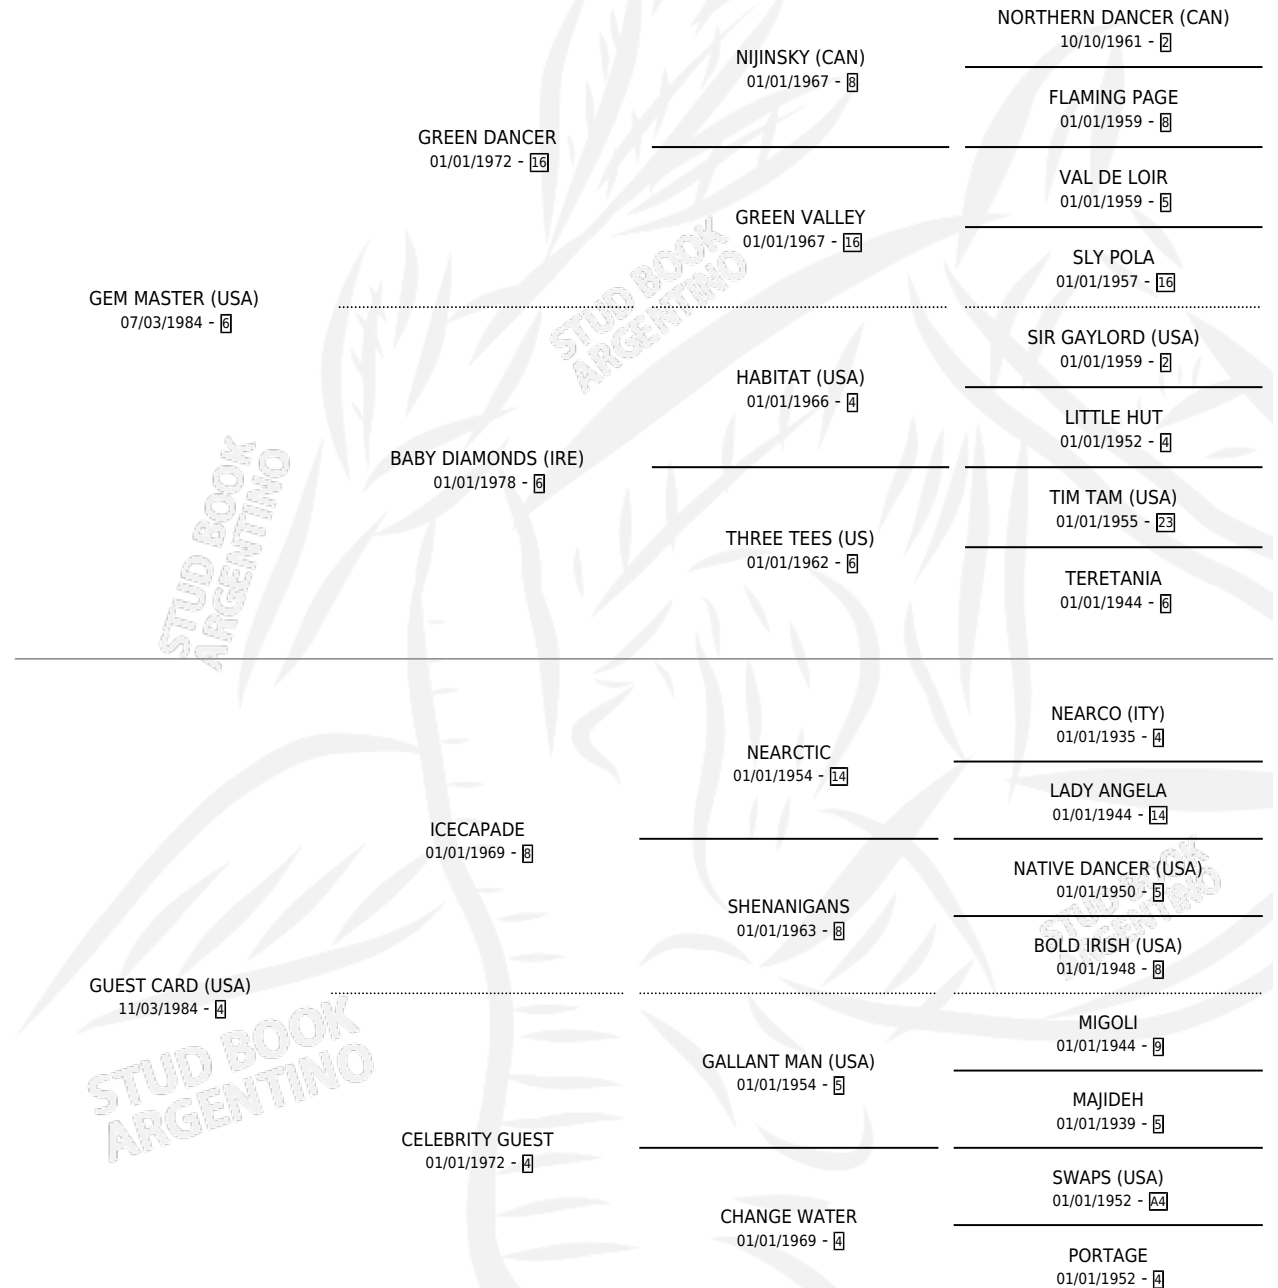 NORTHERN DANCER (CAN)
10/10/1961 - 2
NIJINSKY (CAN)
01/01/1967 - 8
FLAMING PAGE
01/01/1959 - 8
GREEN DANCER
01/01/1972 - 16
VAL DE LOIR
01/01/1959 - 5
GREEN VALLEY
01/01/1967 - 16
SLY POLA
01/01/1957 - 16
GEM MASTER (USA)
07/03/1984 - 6
SIR GAYLORD (USA)
01/01/1959 - 2
HABITAT (USA)
01/01/1966 - 4
LITTLE HUT
01/01/1952 - 4
BABY DIAMONDS (IRE)
01/01/1978 - 6
TIM TAM (USA)
01/01/1955 - 23
THREE TEES (US)
01/01/1962 - 6
TERETANIA
01/01/1944 - 6
STUD BOOK
ARGENTINO
STUD BOOK
ARGENTINO
NEARCO (ITY)
01/01/1935 - 4
NEARCTIC
01/01/1954 - 14
LADY ANGELA
01/01/1944 - 14
ICECAPADE
01/01/1969 - 8
NATIVE DANCER (USA)
01/01/1950 - 5
SHENANIGANS
01/01/1963 - 8
BOLD IRISH (USA)
01/01/1948 - 8
GUEST CARD (USA)
11/03/1984 - 4
MIGOLI
01/01/1944 - 9
GALLANT MAN (USA)
01/01/1954 - 5
MAJIDEH
01/01/1939 - 5
CELEBRITY GUEST
01/01/1972 - 4
SWAPS (USA)
01/01/1952 - A4
CHANGE WATER
01/01/1969 - 4
PORTAGE
01/01/1952 - 4
STUD BOOK
ARGENTINO
STUD BOOK
ARGENTINO